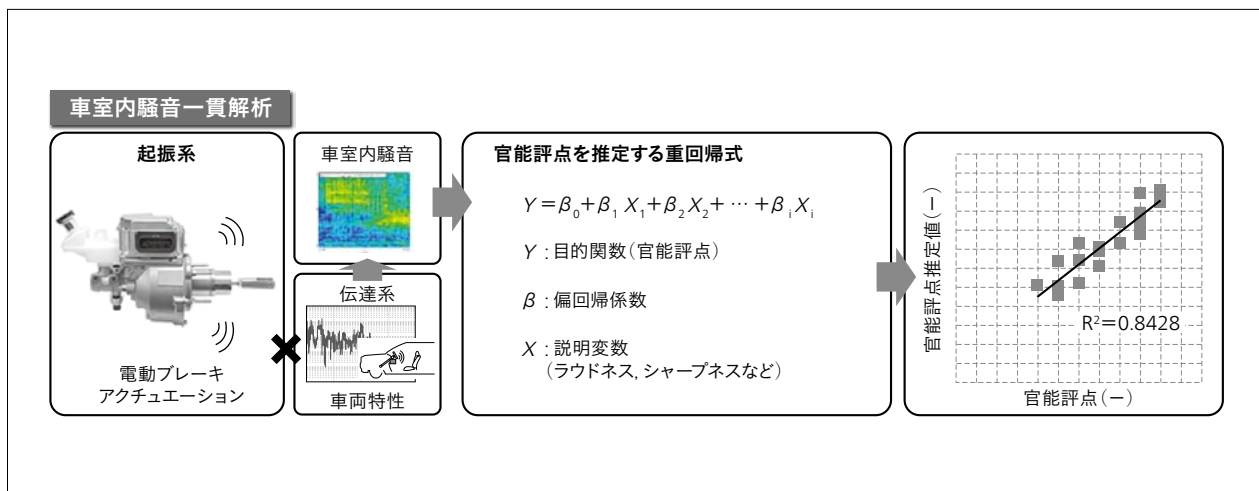 車室内騒音一貫解析
起振系
電動ブレーキ
アクチュエーション
車室内騒音
伝達系
車両特性
官能評点を推定する重回帰式
Y＝β₀+β₁ X₁+β₂X₂+ … +βᵢXᵢ
Y：目的関数（官能評点）
β：偏回帰係数
X：説明変数
（ラウドネス，シャープネスなど）
官能評点推定値（－）
R²＝0.8428
官能評点（－）